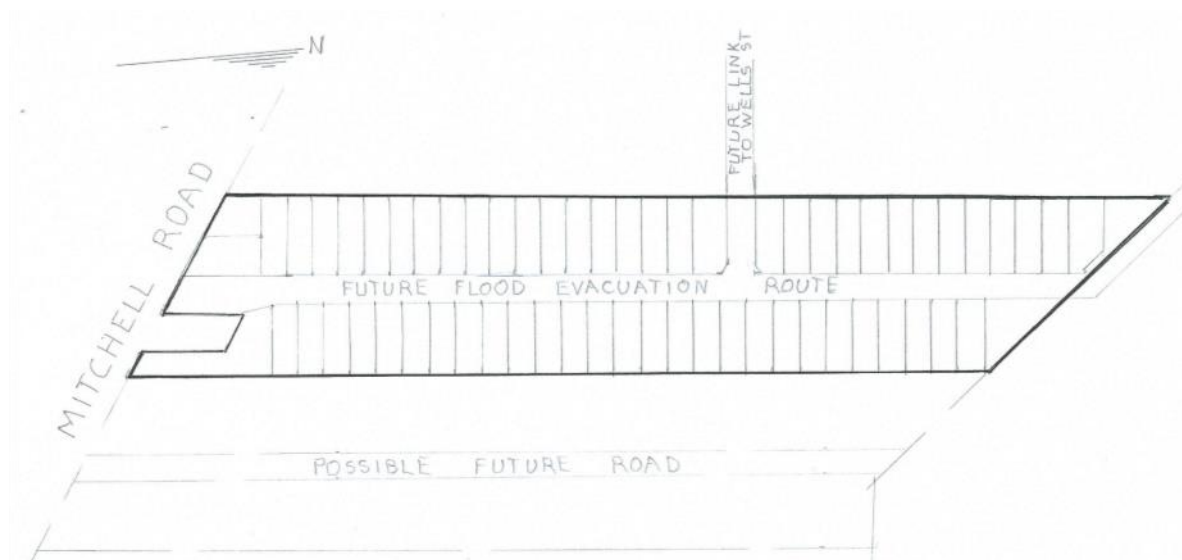 N
FUTURE LINK
TO WELLS ST
MITCHELL ROAD
FUTURE FLOOD EVACUATION ROUTE
POSSIBLE FUTURE ROAD